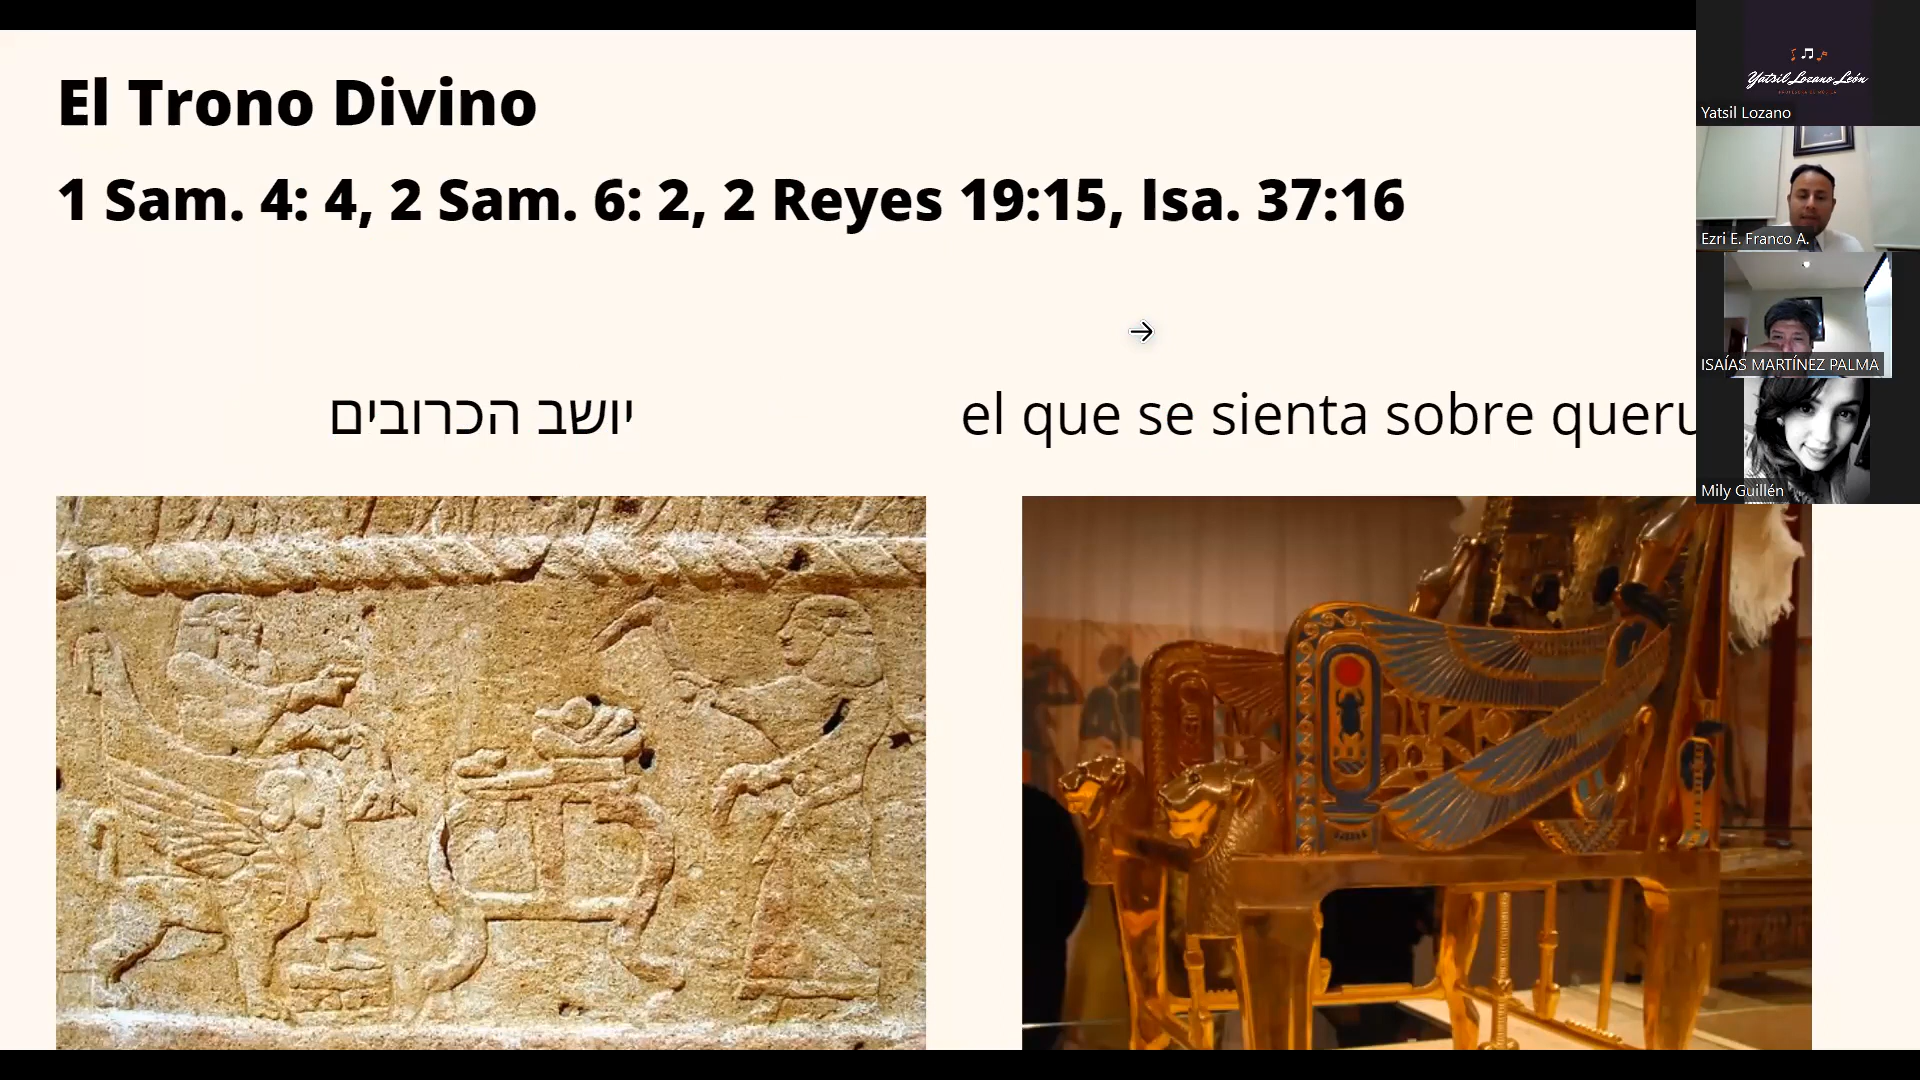 El Trono Divino
1 Sam. 4: 4, 2 Sam. 6: 2, 2 Reyes 19:15, Isa. 37:16
יושב הכרובים
el que se sienta sobre
Yatsil Lozano León
Yatsil Lozano
Ezri E. Franco A.
ISAÍAS MARTÍNEZ PALMA
Mily Guillén